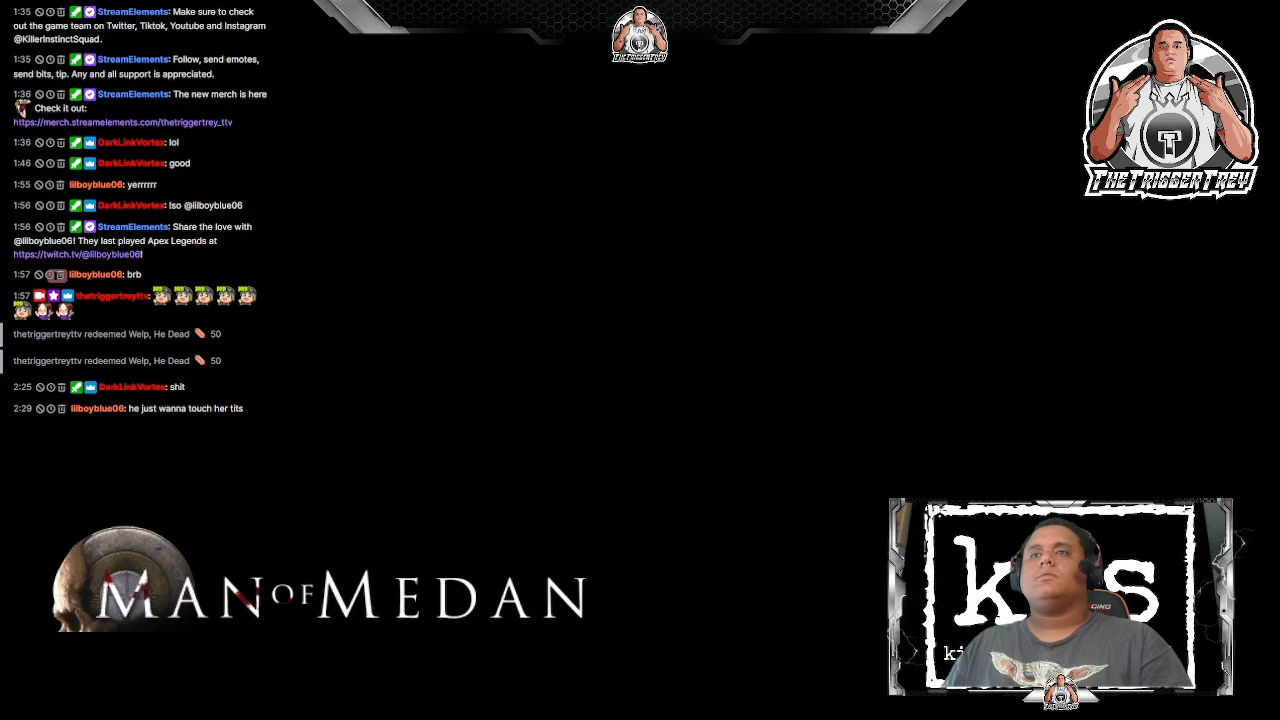 1:35 StreamElements: Make sure to check
out the game team on Twitter, Tiktok, Youtube and Instagram
@KillerInstinctSquad.
1:35 StreamElements: Follow, send emotes,
send bits, tip. Any and all support is appreciated.
1:36 StreamElements: The new merch is here
Check it out:
https://merch.streamelements.com/thetriggertrey_ttv
1:36 DarkLinkVortex: lol
1:46 DarkLinkVortex: good
1:55 lilboyblue06: yerrrrrr
1:56 DarkLinkVortex: !so @lilboyblue06
1:56 StreamElements: Share the love with
@lilboyblue06! They last played Apex Legends at
https://twitch.tv/@lilboyblue06!
1:57 lilboyblue06: brb
1:57 thetriggertreyttv:
thetriggertreyttv redeemed Welp, He Dead 50
thetriggertreyttv redeemed Welp, He Dead 50
2:25 DarkLinkVortex: shit
2:29 lilboyblue06: he just wanna touch her tits
THETRIGGERTREY
T
THETRIGGERTREY
MAN OF MEDAN
k
s
ki